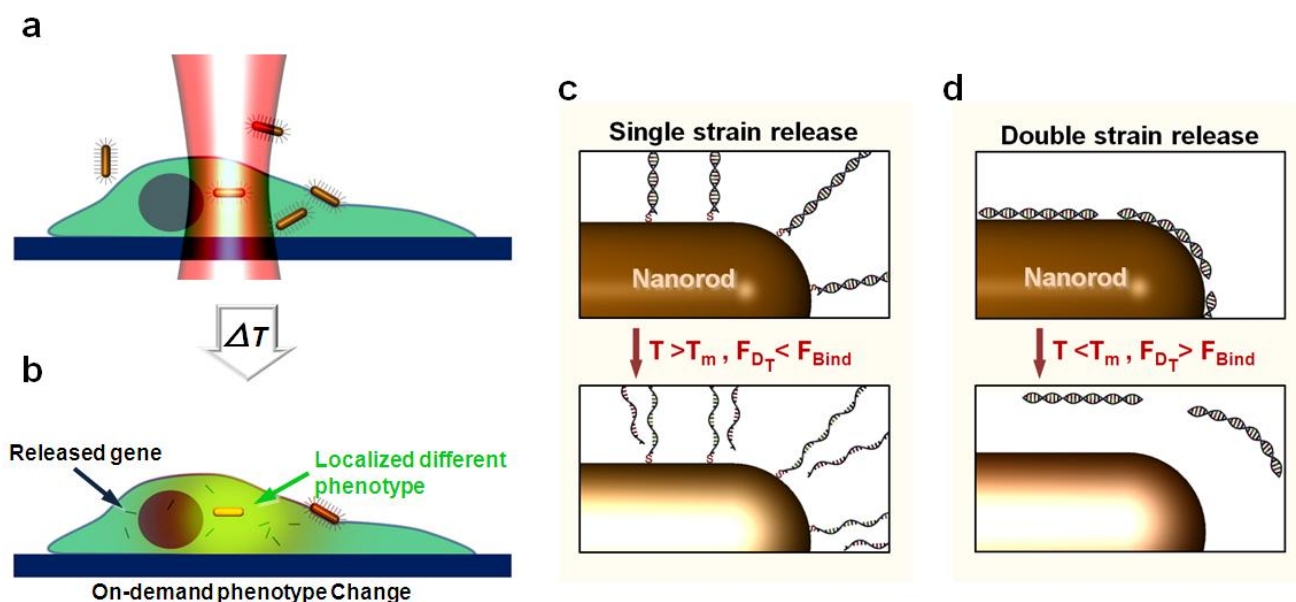 a
ΔT
b
Released gene
Localized different
phenotype
On-demand phenotype Change
c
Single strain release
S S S S
Nanorod
T >Tm , FDT< FBind
S S S S
d
Double strain release
Nanorod
T <Tm , FDT> FBind